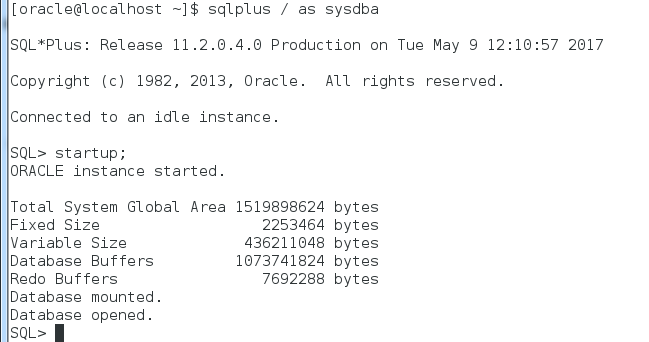 [oracle@localhost ~]$ sqlplus / as sysdba
SQL*Plus: Release 11.2.0.4.0 Production on Tue May 9 12:10:57 2017
Copyright (c) 1982, 2013, Oracle.  All rights reserved.
Connected to an idle instance.
SQL> startup;
ORACLE instance started.
Total System Global Area 1519898624 bytes
Fixed Size                  2253464 bytes
Variable Size             436211048 bytes
Database Buffers         1073741824 bytes
Redo Buffers                7692288 bytes
Database mounted.
Database opened.
SQL>